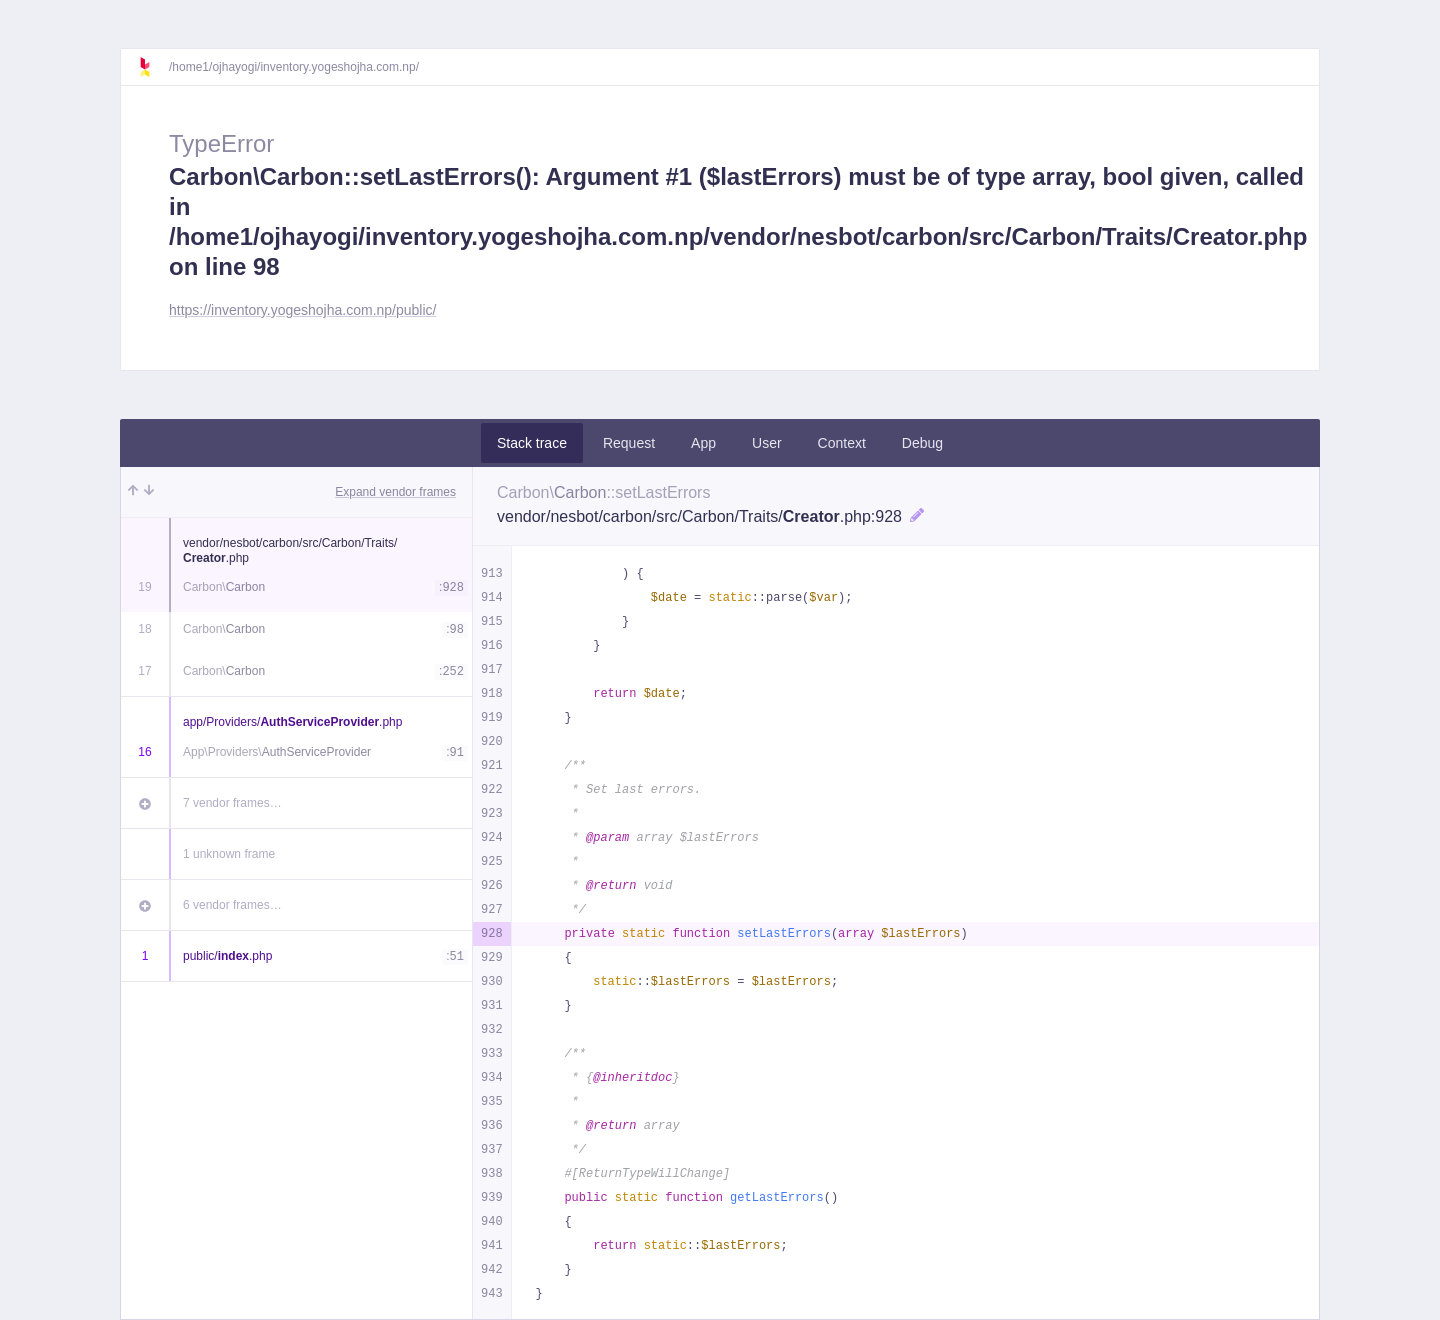 /home1/ojhayogi/inventory.yogeshojha.com.np/
TypeError
Carbon\Carbon::setLastErrors(): Argument #1 ($lastErrors) must be of type array, bool given, called
in
/home1/ojhayogi/inventory.yogeshojha.com.np/vendor/nesbot/carbon/src/Carbon/Traits/Creator.php
on line 98
https://inventory.yogeshojha.com.np/public/
Stack trace Request App User Context Debug
Expand vendor frames
vendor/nesbot/carbon/src/Carbon/Traits/
Creator.php
19 Carbon\Carbon :928
18 Carbon\Carbon :98
17 Carbon\Carbon :252
app/Providers/AuthServiceProvider.php
16 App\Providers\AuthServiceProvider :91
7 vendor frames…
1 unknown frame
6 vendor frames…
1 public/index.php :51
Carbon\Carbon::setLastErrors
vendor/nesbot/carbon/src/Carbon/Traits/Creator.php:928
913             ) {
914                 $date = static::parse($var);
915             }
916         }
917
918         return $date;
919     }
920
921     /**
922      * Set last errors.
923      *
924      * @param array $lastErrors
925      *
926      * @return void
927      */
928     private static function setLastErrors(array $lastErrors)
929     {
930         static::$lastErrors = $lastErrors;
931     }
932
933     /**
934      * {@inheritdoc}
935      *
936      * @return array
937      */
938     #[ReturnTypeWillChange]
939     public static function getLastErrors()
940     {
941         return static::$lastErrors;
942     }
943 }